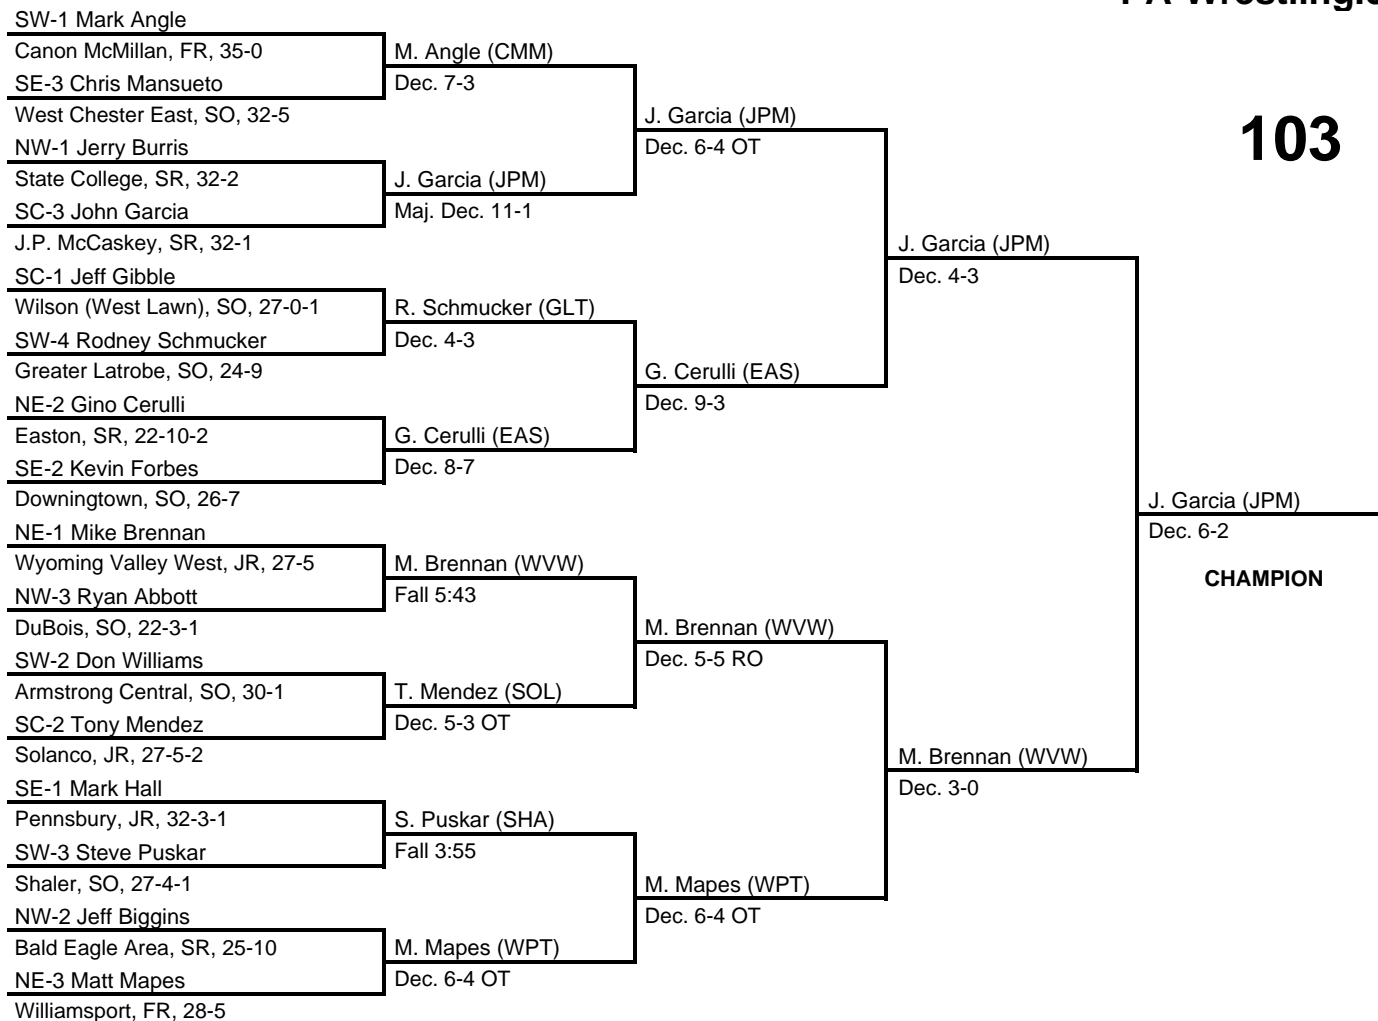 SW-1 Mark Angle
Canon McMillan, FR, 35-0
SE-3 Chris Mansueto
West Chester East, SO, 32-5
NW-1 Jerry Burris
State College, SR, 32-2
SC-3 John Garcia
J.P. McCaskey, SR, 32-1
SC-1 Jeff Gibble
Wilson (West Lawn), SO, 27-0-1
SW-4 Rodney Schmucker
Greater Latrobe, SO, 24-9
NE-2 Gino Cerulli
Easton, SR, 22-10-2
SE-2 Kevin Forbes
Downingtown, SO, 26-7
NE-1 Mike Brennan
Wyoming Valley West, JR, 27-5
NW-3 Ryan Abbott
DuBois, SO, 22-3-1
SW-2 Don Williams
Armstrong Central, SO, 30-1
SC-2 Tony Mendez
Solanco, JR, 27-5-2
SE-1 Mark Hall
Pennsbury, JR, 32-3-1
SW-3 Steve Puskar
Shaler, SO, 27-4-1
NW-2 Jeff Biggins
Bald Eagle Area, SR, 25-10
NE-3 Matt Mapes
Williamsport, FR, 28-5
M. Angle (CMM)
Dec. 7-3
J. Garcia (JPM)
Maj. Dec. 11-1
R. Schmucker (GLT)
Dec. 4-3
G. Cerulli (EAS)
Dec. 8-7
M. Brennan (WVW)
Fall 5:43
T. Mendez (SOL)
Dec. 5-3 OT
S. Puskar (SHA)
Fall 3:55
M. Mapes (WPT)
Dec. 6-4 OT
J. Garcia (JPM)
Dec. 6-4 OT
G. Cerulli (EAS)
Dec. 9-3
M. Brennan (WVW)
Dec. 5-5 RO
M. Mapes (WPT)
Dec. 6-4 OT
J. Garcia (JPM)
Dec. 4-3
M. Brennan (WVW)
Dec. 3-0
103
J. Garcia (JPM)
Dec. 6-2
CHAMPION